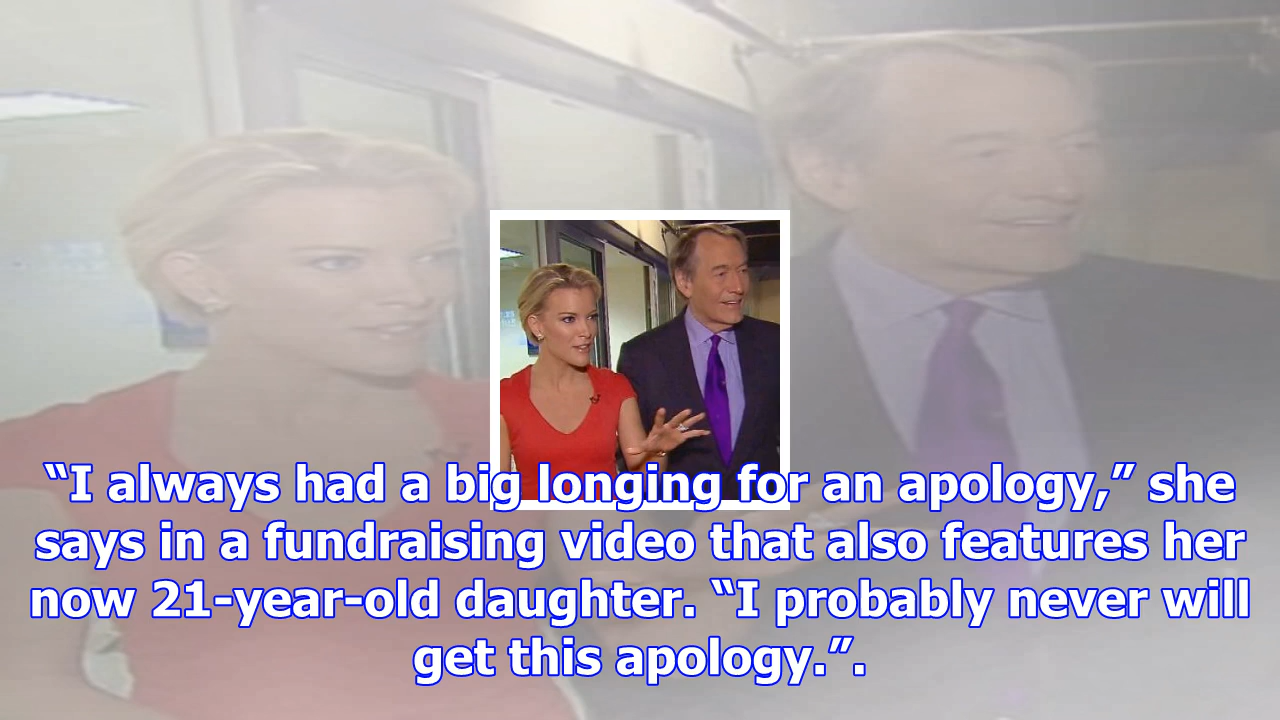 “I always had a big longing for an apology,” she
says in a fundraising video that also features her
now 21-year-old daughter. “I probably never will
get this apology.”.